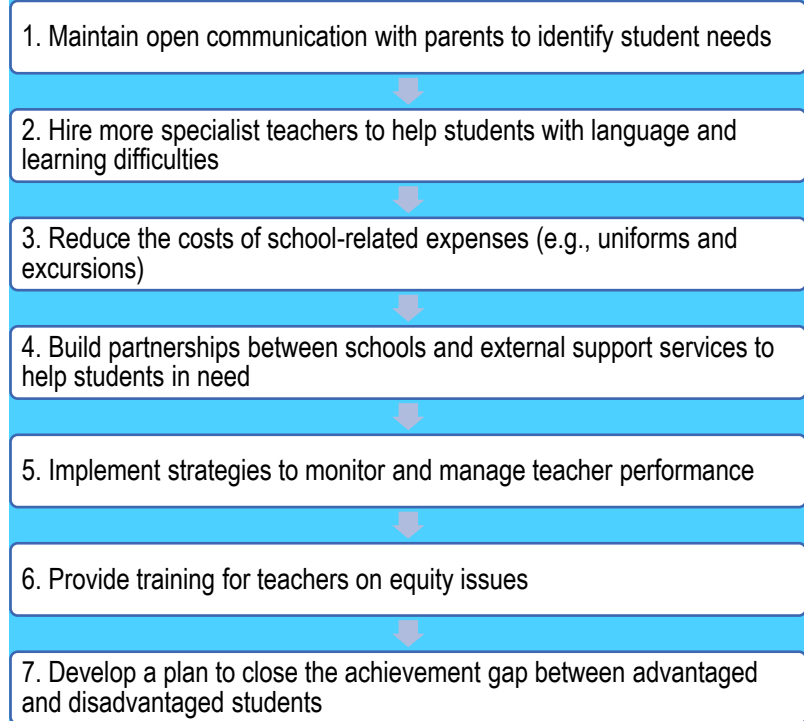 1. Maintain open communication with parents to identify student needs
2. Hire more specialist teachers to help students with language and
learning difficulties
3. Reduce the costs of school-related expenses (e.g., uniforms and
excursions)
4. Build partnerships between schools and external support services to
help students in need
5. Implement strategies to monitor and manage teacher performance
6. Provide training for teachers on equity issues
7. Develop a plan to close the achievement gap between advantaged
and disadvantaged students